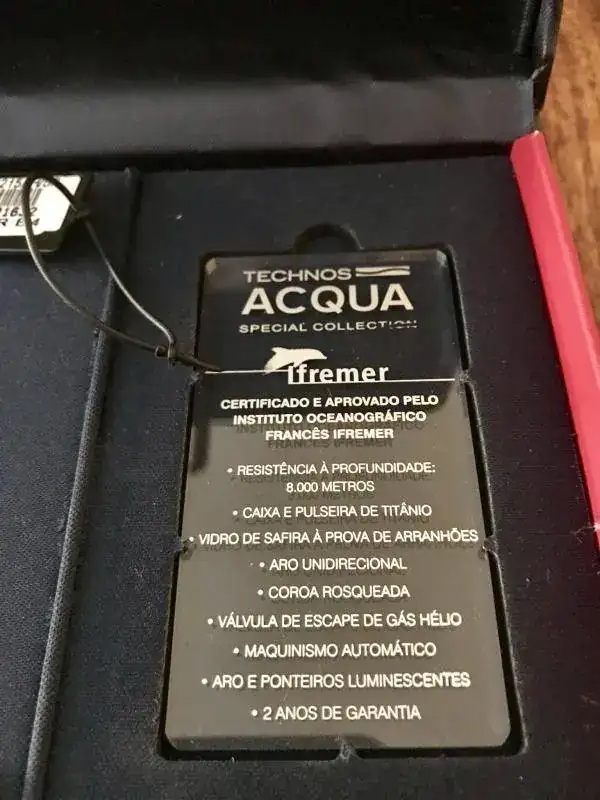 TECHNOS
ACQUA
SPECIAL COLLECTION
Ifremer
CERTIFICADO E APROVADO PELO
INSTITUTO OCEANOGRÁFICO
FRANCÊS IFREMER
• RESISTÊNCIA À PROFUNDIDADE:
8.000 METROS
• CAIXA E PULSEIRA DE TITÂNIO
• VIDRO DE SAFIRA À PROVA DE ARRANHÕES
• ARO UNIDIRECIONAL
• COROA ROSQUEADA
• VÁLVULA DE ESCAPE DE GÁS HÉLIO
• MAQUINISMO AUTOMÁTICO
• ARO E PONTEIROS LUMINESCENTES
• 2 ANOS DE GARANTIA